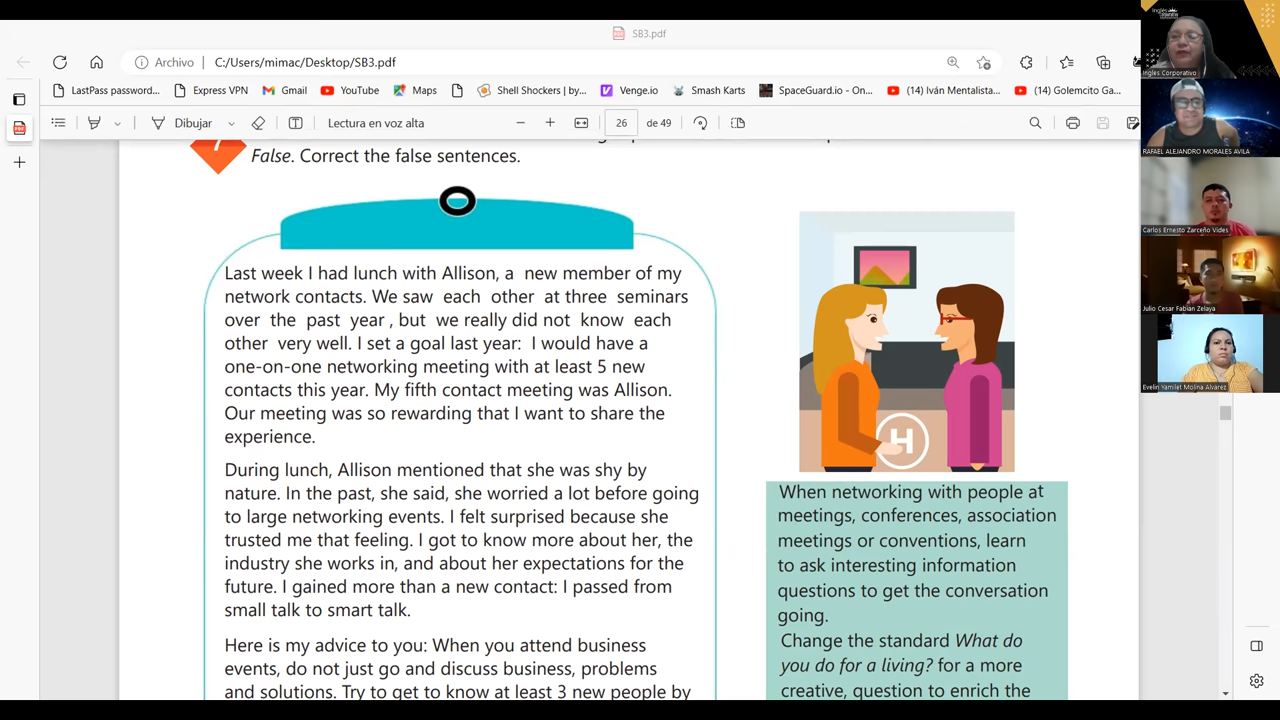 SB3.pdf
Archivo
C:/Users/mimac/Desktop/SB3.pdf
LastPass password...
Express VPN
Gmail
YouTube
Maps
Shell Shockers | by...
Venge.io
Smash Karts
SpaceGuard.io - On...
(14) Iván Mentalista...
(14) Golemcito Ga...
Dibujar
Lectura en voz alta
26
de 49
False. Correct the false sentences.
Last week I had lunch with Allison, a new member of my
network contacts. We saw each other at three seminars
over the past year , but we really did not know each
other very well. I set a goal last year: I would have a
one-on-one networking meeting with at least 5 new
contacts this year. My fifth contact meeting was Allison.
Our meeting was so rewarding that I want to share the
experience.
During lunch, Allison mentioned that she was shy by
nature. In the past, she said, she worried a lot before going
to large networking events. I felt surprised because she
trusted me that feeling. I got to know more about her, the
industry she works in, and about her expectations for the
future. I gained more than a new contact: I passed from
small talk to smart talk.
Here is my advice to you: When you attend business
events, do not just go and discuss business, problems
and solutions. Try to get to know at least 3 new people by
H
When networking with people at
meetings, conferences, association
meetings or conventions, learn
to ask interesting information
questions to get the conversation
going.
Change the standard What do
you do for a living? for a more
creative, question to enrich the
Inglés Corporativo
RAFAEL ALEJANDRO MORALES AVILA
Carlos Ernesto Zarceño Vides
Julio Cesar Fabian Zelaya
Evelin Yamilet Molina Alvarez